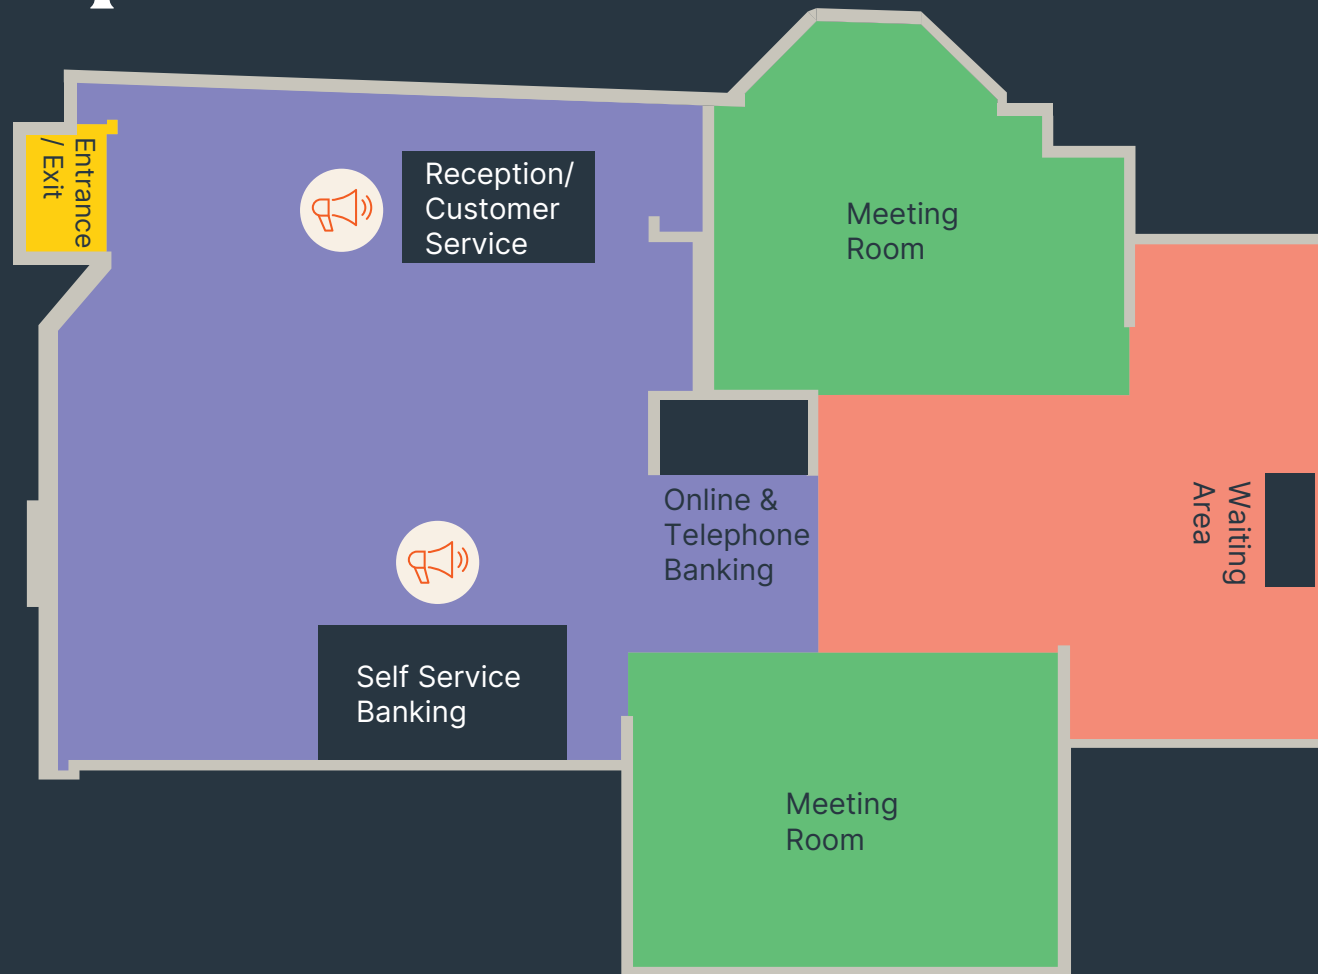 Entrance
/ Exit
Reception/
Customer
Service
Meeting
Room
Online &
Telephone
Banking
Waiting
Area
Self Service
Banking
Meeting
Room